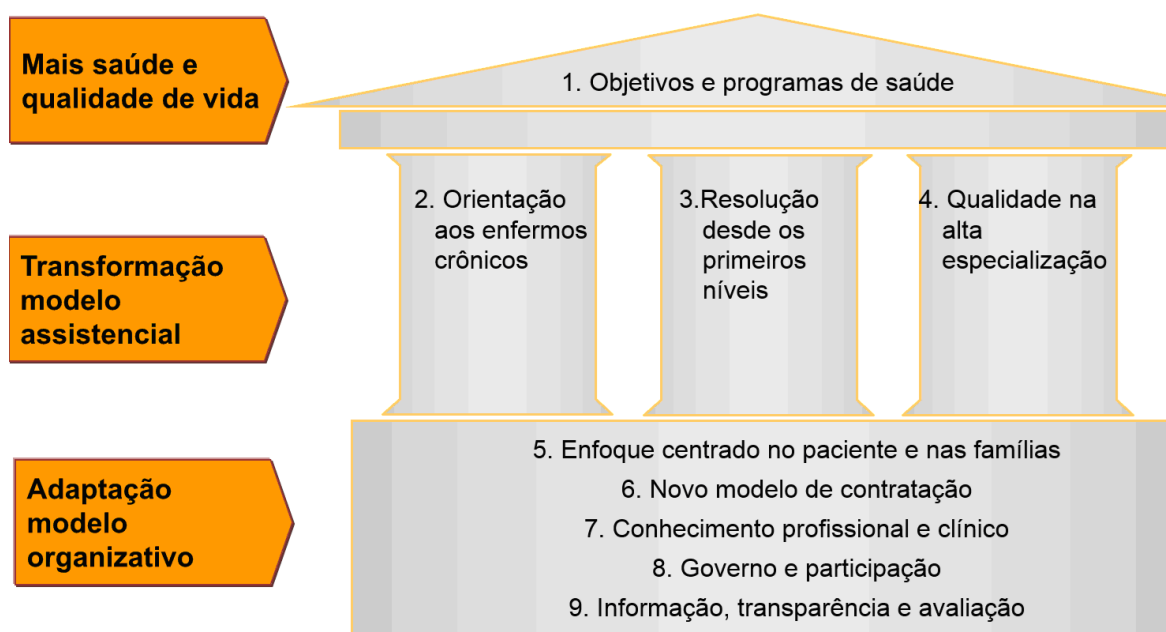 Mais saúde e
qualidade de vida
1. Objetivos e programas de saúde
Transformação
modelo
assistencial
2. Orientação
aos enfermos
crônicos
3.Resolução
desde os
primeiros
níveis
4. Qualidade na
alta
especialização
Adaptação
modelo
organizativo
5. Enfoque centrado no paciente e nas famílias
6. Novo modelo de contratação
7. Conhecimento profissional e clínico
8. Governo e participação
9. Informação, transparência e avaliação